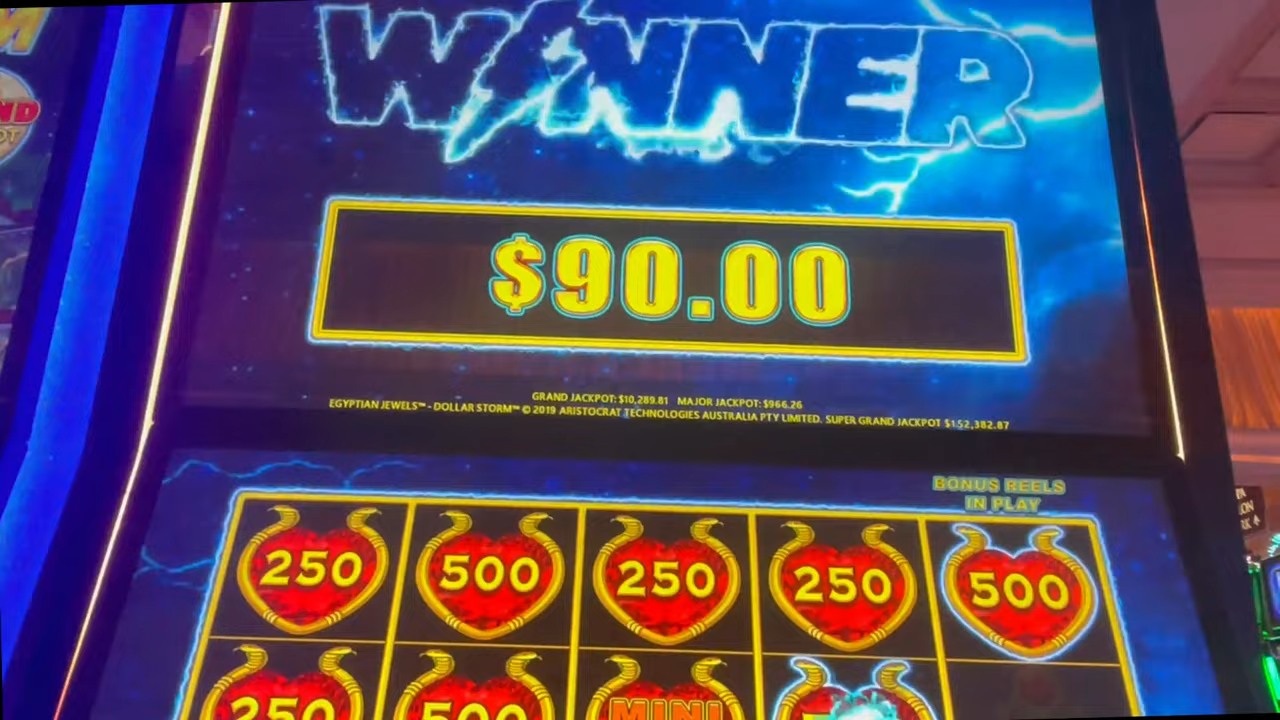 WINNER
$90.00
GRAND JACKPOT: $10,289.81 MAJOR JACKPOT: $966.26
EGYPTIAN JEWELS™ - DOLLAR STORM™ © 2019 ARISTOCRAT TECHNOLOGIES AUSTRALIA PTY LIMITED. SUPER GRAND JACKPOT $152,382.87
BONUS REELS
IN PLAY
250 500 250 250 500
250 500 MINI